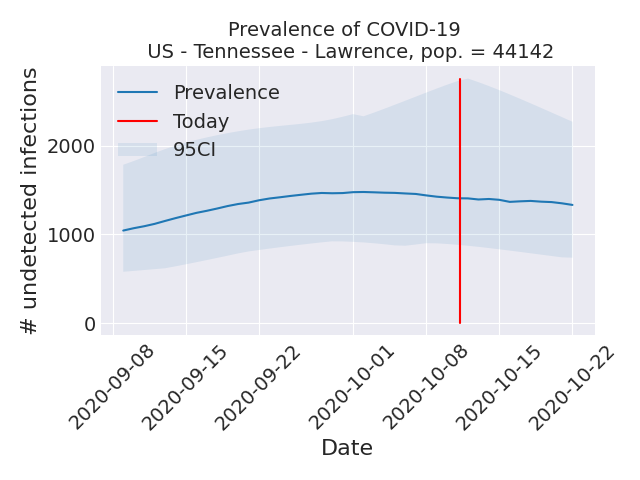 Prevalence of COVID-19
US - Tennessee - Lawrence, pop. = 44142
# undetected infections
2000
1000
0
Prevalence
Today
95CI
2020-09-08
2020-09-15
2020-09-22
2020-10-01
2020-10-08
2020-10-15
2020-10-22
Date